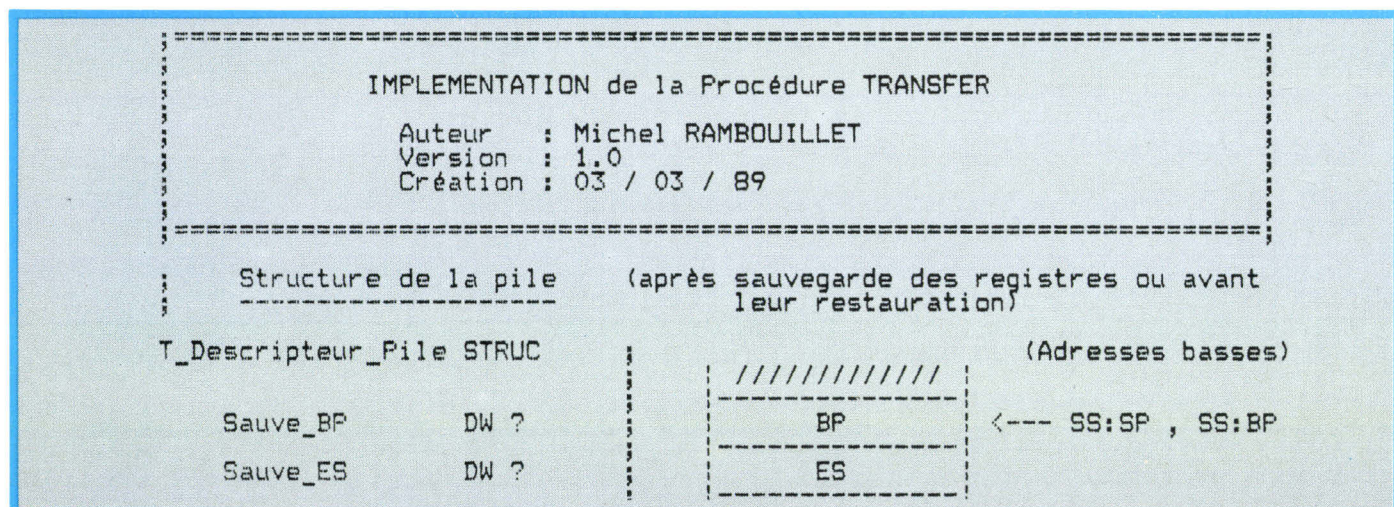 ;==================================================================;
IMPLEMENTATION de la Procédure TRANSFER
Auteur : Michel RAMBOUILLET
Version : 1.0
Création : 03 / 03 / 89
;==================================================================;
; Structure de la pile (après sauvegarde des registres ou avant
; ------------------- leur restauration)
T_Descripteur_Pile STRUC ; (Adresses basses)
; | ///////////// |
Sauve_BP DW ? ; | BP | <--- SS:SP , SS:BP
Sauve_ES DW ? ; | ES |